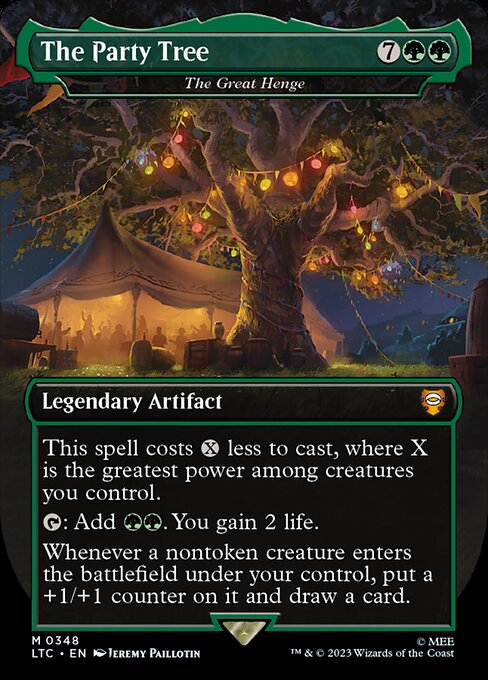 The Party Tree 7
The Great Henge
Legendary Artifact
This spell costs X less to cast, where X
is the greatest power among creatures
you control.
: Add . You gain 2 life.
Whenever a nontoken creature enters
the battlefield under your control, put a
+1/+1 counter on it and draw a card.
M 0348
LTC • EN JEREMY PAILLOTIN
© MEE
™ & © 2023 Wizards of the Coast